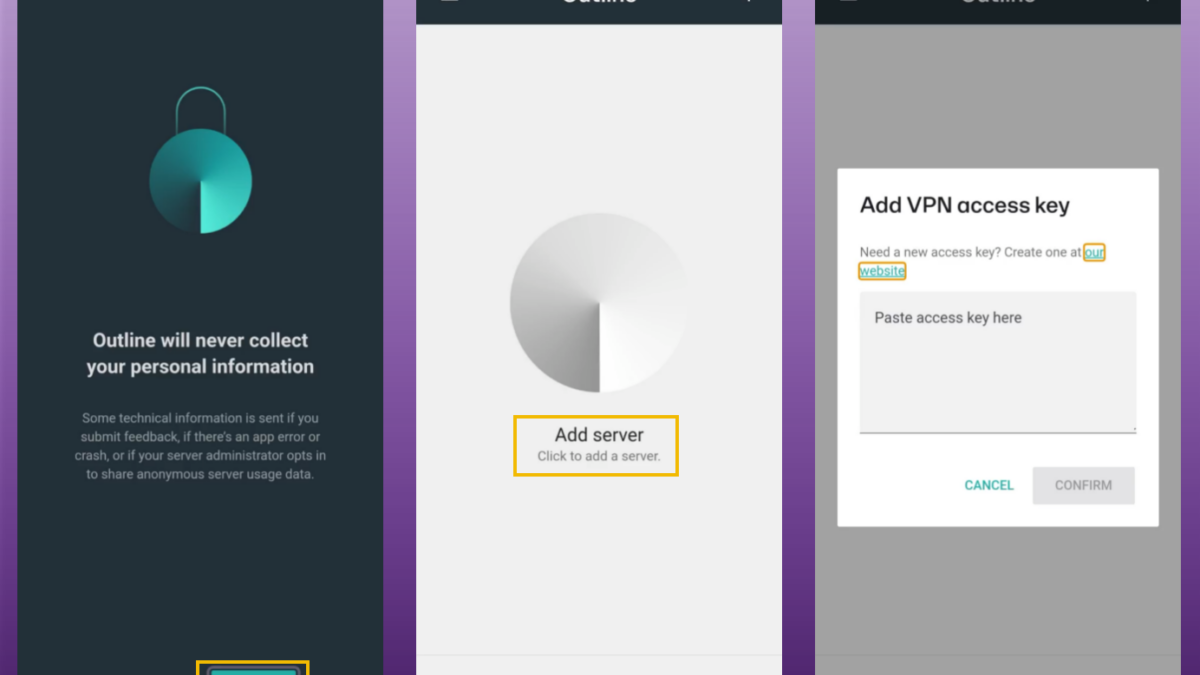 Outline will never collect
your personal information
Some technical information is sent if you
submit feedback, if there's an app error or
crash, or if your server administrator opts in
to share anonymous server usage data.
Add server
Click to add a server.
Add VPN access key
Need a new access key? Create one at our
website
Paste access key here
CANCEL CONFIRM